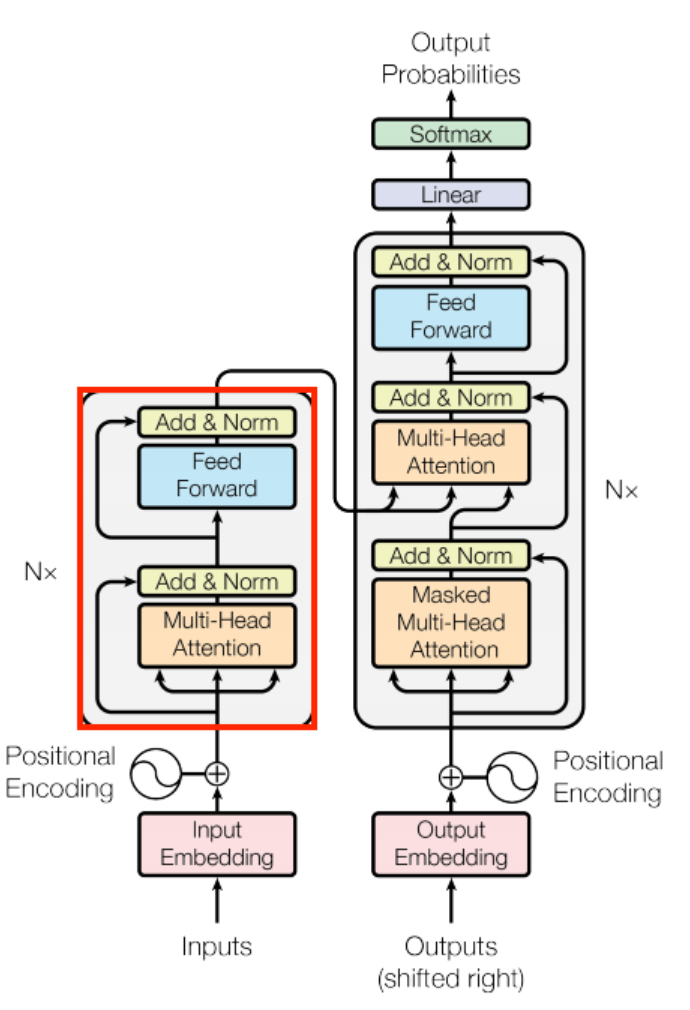 Output
Probabilities
Softmax
Linear
Add & Norm
Feed
Forward
Add & Norm
Multi-Head
Attention
N×
Add & Norm
Masked
Multi-Head
Attention
Add & Norm
Feed
Forward
N×
Add & Norm
Multi-Head
Attention
Positional
Encoding
Positional
Encoding
Input
Embedding
Output
Embedding
Inputs
Outputs
(shifted right)